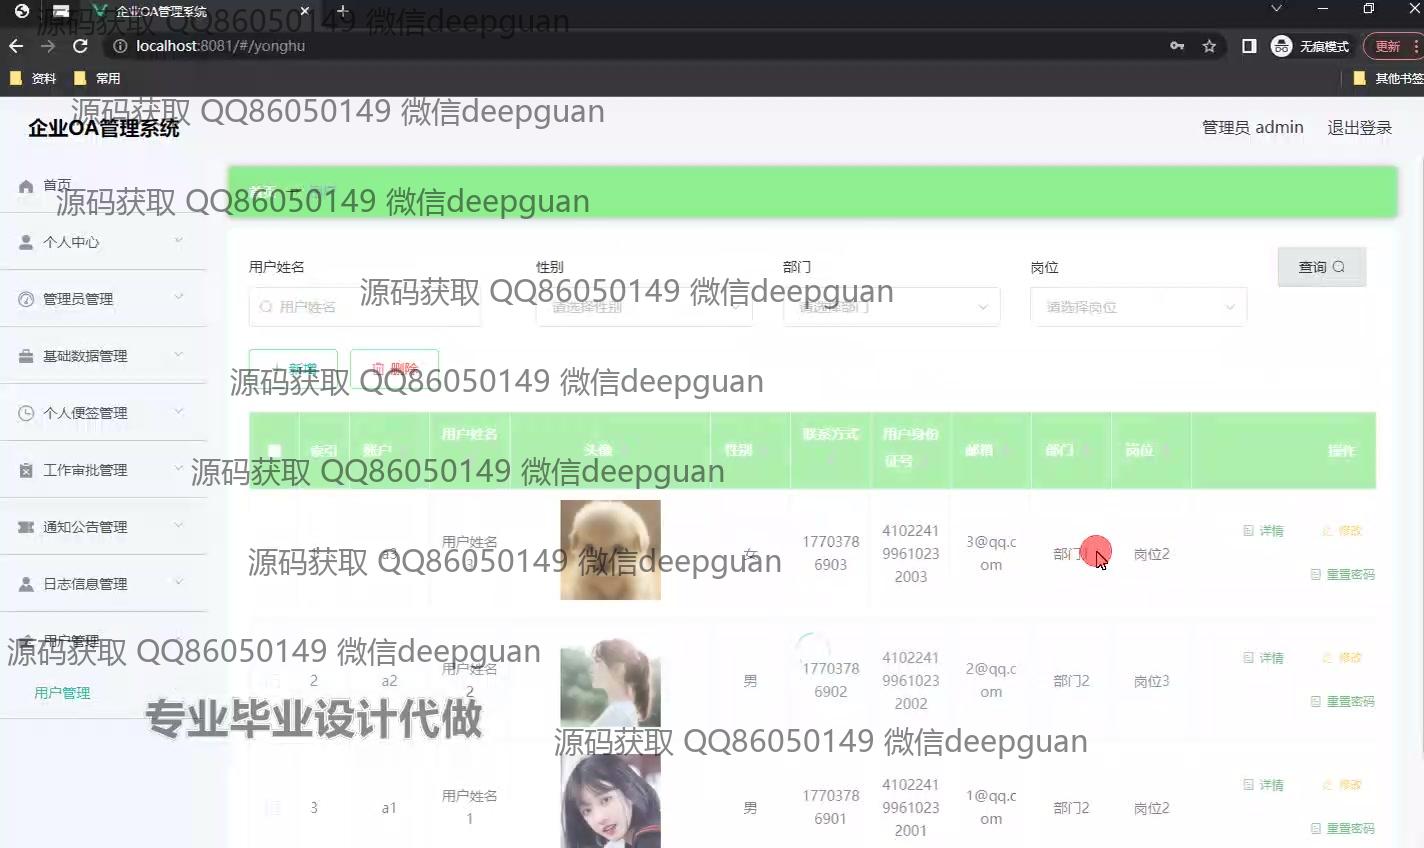 企业OA管理系统
源码获取 QQ86050149 微信deepguan
localhost:8081/#/yonghu
无痕模式
更新
资料
常用
其他书签
源码获取 QQ86050149 微信deepguan
企业OA管理系统
管理员 admin
退出登录
首页
源码获取 QQ86050149 微信deepguan
个人中心
管理员管理
基础数据管理
个人便签管理
工作审批管理
通知公告管理
日志信息管理
用户管理
用户管理
用户姓名
性别
部门
岗位
查询
用户姓名
请选择性别
请选择部门
请选择岗位
源码获取 QQ86050149 微信deepguan
新增
删除
源码获取 QQ86050149 微信deepguan
索引
账户
用户姓名
头像
性别
联系方式
用户身份
证号
邮箱
部门
岗位
操作
源码获取 QQ86050149 微信deepguan
a3
用户姓名
3
女
1770378
6903
4102241
9961023
2003
3@qq.c
om
部门1
岗位2
详情
修改
重置密码
源码获取 QQ86050149 微信deepguan
源码获取 QQ86050149 微信deepguan
2
a2
用户姓名
2
男
1770378
6902
4102241
9961023
2002
2@qq.c
om
部门2
岗位3
详情
修改
重置密码
专业毕业设计代做
源码获取 QQ86050149 微信deepguan
3
a1
用户姓名
1
男
1770378
6901
4102241
9961023
2001
1@qq.c
om
部门2
岗位2
详情
修改
重置密码